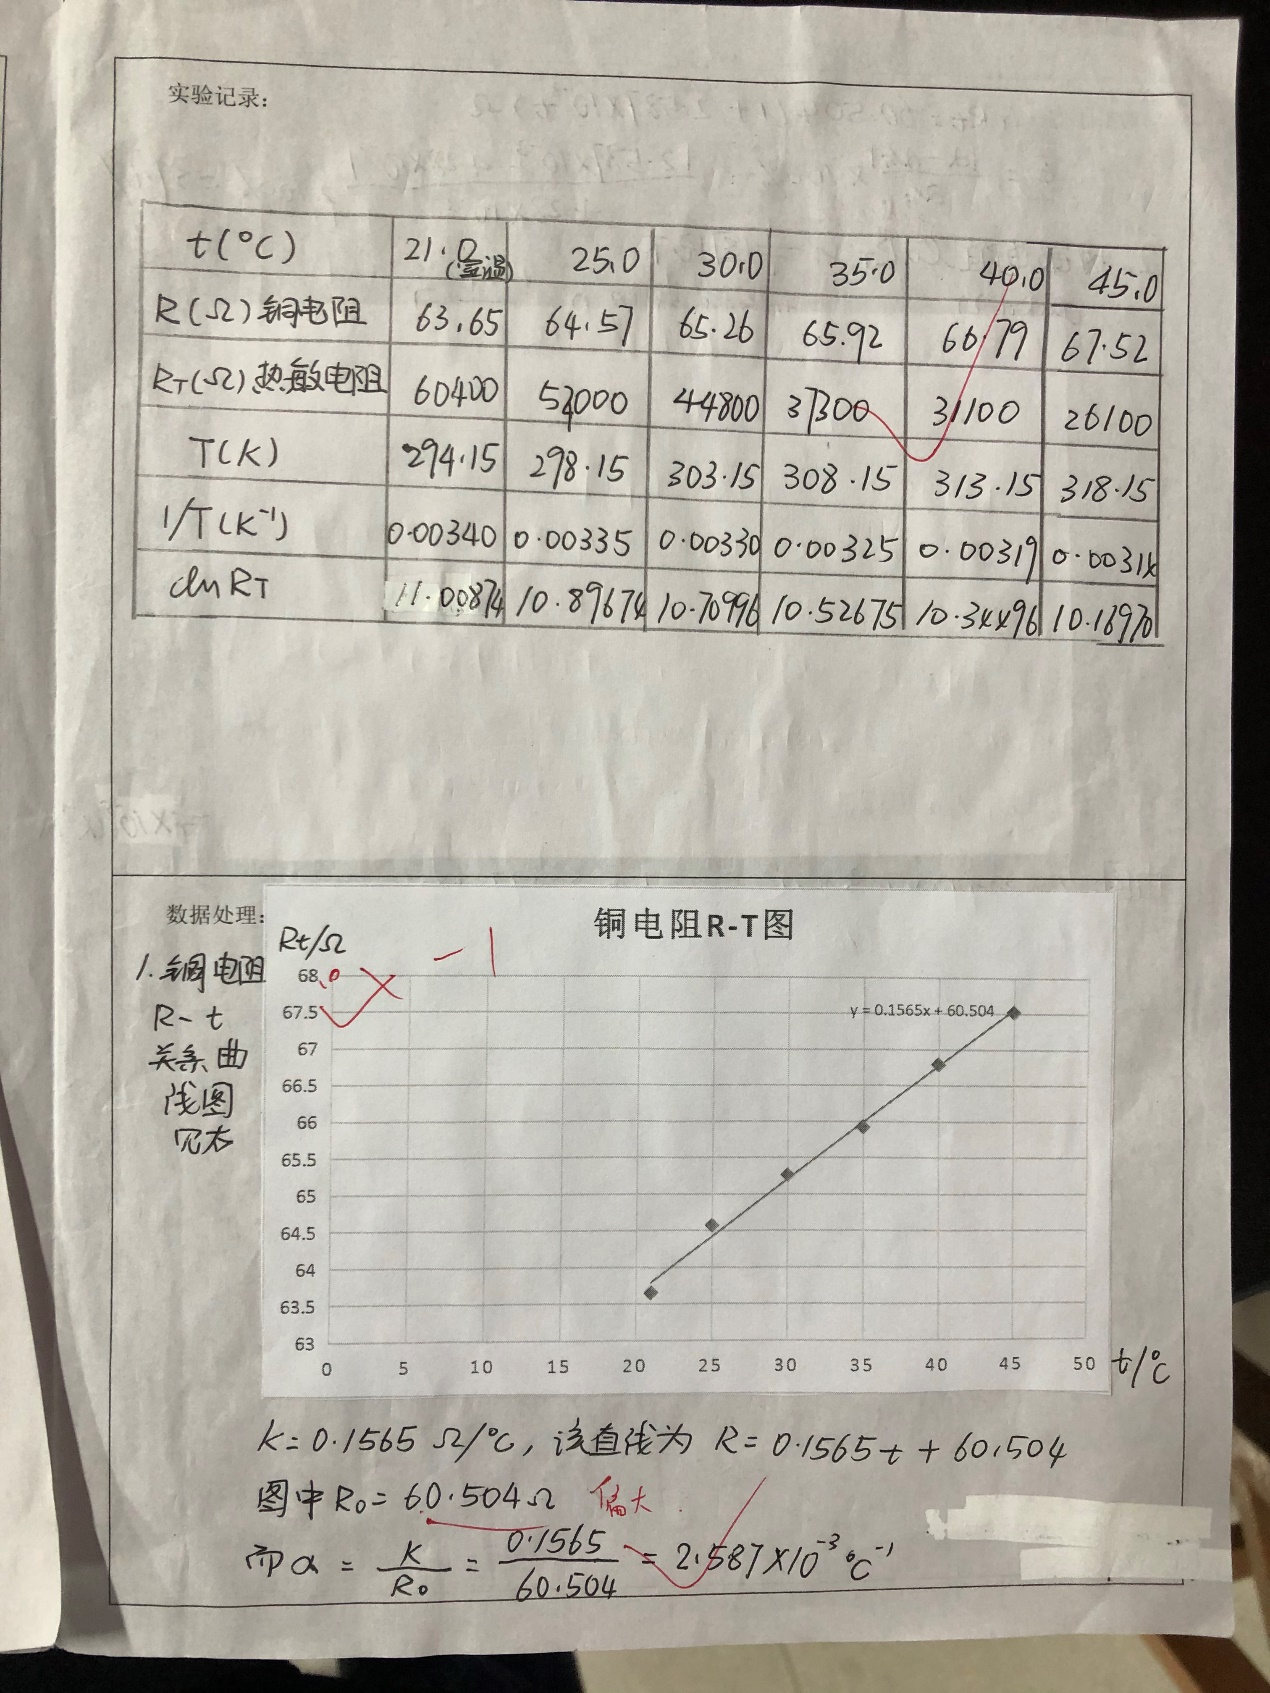 实验记录:
t(°C) 21.0(室温) 25.0 30.0 35.0 40.0 45.0
R(Ω)铜电阻 63.65 64.57 65.26 65.92 66.79 67.52
RT(Ω)热敏电阻 60400 54000 44800 37300 31100 26100
T(K) 294.15 298.15 303.15 308.15 313.15 318.15
1/T(K⁻¹) 0.00340 0.00335 0.00330 0.00325 0.00319 0.00314
lnRT 11.00874 10.89674 10.70996 10.52675 10.34496 10.16970
数据处理:
1.铜电阻
R-t
关系曲
线图
见右
铜电阻R-T图
Rt/Ω
-1
68.0
67.5
67
66.5
66
65.5
65
64.5
64
63.5
63
y = 0.1565x + 60.504
0 5 10 15 20 25 30 35 40 45 50 t/°C
K=0.1565 Ω/°C, 该直线为 R=0.1565t+60.504
图中R₀=60.504Ω 偏大
而α = K/R₀ = 0.1565/60.504 = 2.587×10⁻³ °C⁻¹